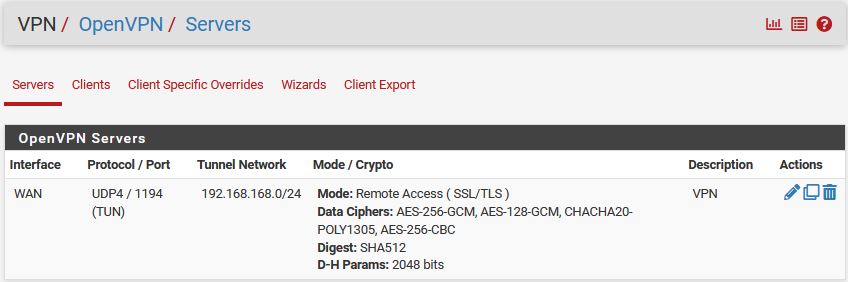 VPN / OpenVPN / Servers
Servers Clients Client Specific Overrides Wizards Client Export
OpenVPN Servers
Interface Protocol / Port Tunnel Network Mode / Crypto Description Actions
WAN UDP4 / 1194 192.168.168.0/24 Mode: Remote Access ( SSL/TLS ) VPN
(TUN) Data Ciphers: AES-256-GCM, AES-128-GCM, CHACHA20-
POLY1305, AES-256-CBC
Digest: SHA512
D-H Params: 2048 bits